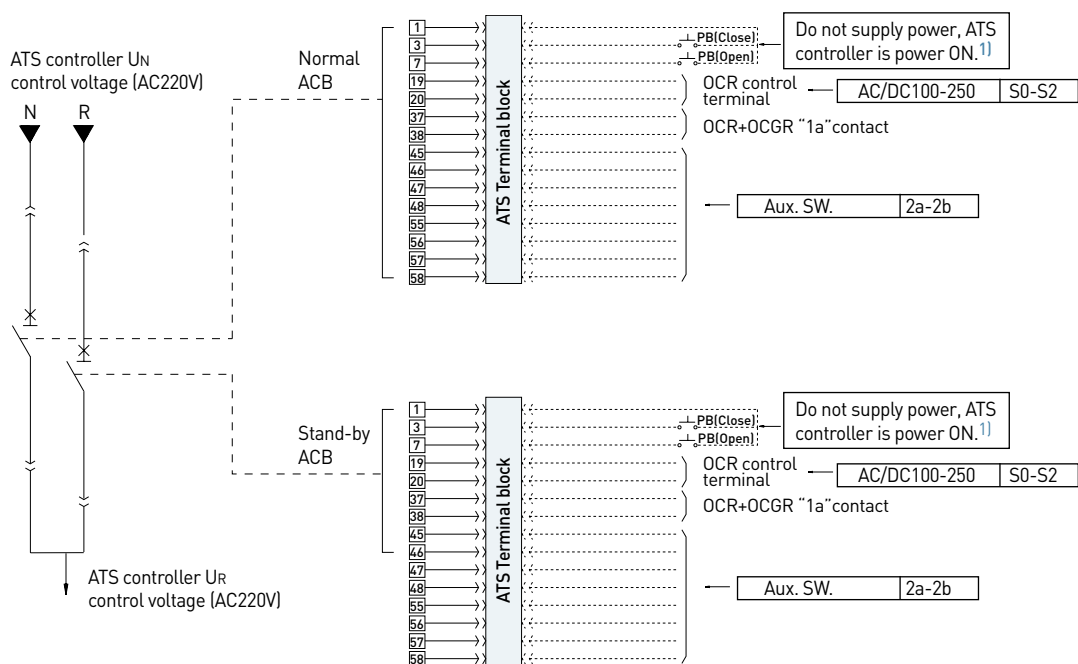 ATS controller UN
control voltage (AC220V)
N R
Normal
ACB
1
3
7
19
20
37
38
45
46
47
48
55
56
57
58
ATS Terminal block
PB(Close)
PB(Open)
Do not supply power, ATS
controller is power ON.1)
OCR control
terminal
AC/DC100-250 S0-S2
OCR+OCGR "1a"contact
Aux. SW. 2a-2b
Stand-by
ACB
1
3
7
19
20
37
38
45
46
47
48
55
56
57
58
ATS Terminal block
PB(Close)
PB(Open)
Do not supply power, ATS
controller is power ON.1)
OCR control
terminal
AC/DC100-250 S0-S2
OCR+OCGR "1a"contact
Aux. SW. 2a-2b
ATS controller UR
control voltage (AC220V)